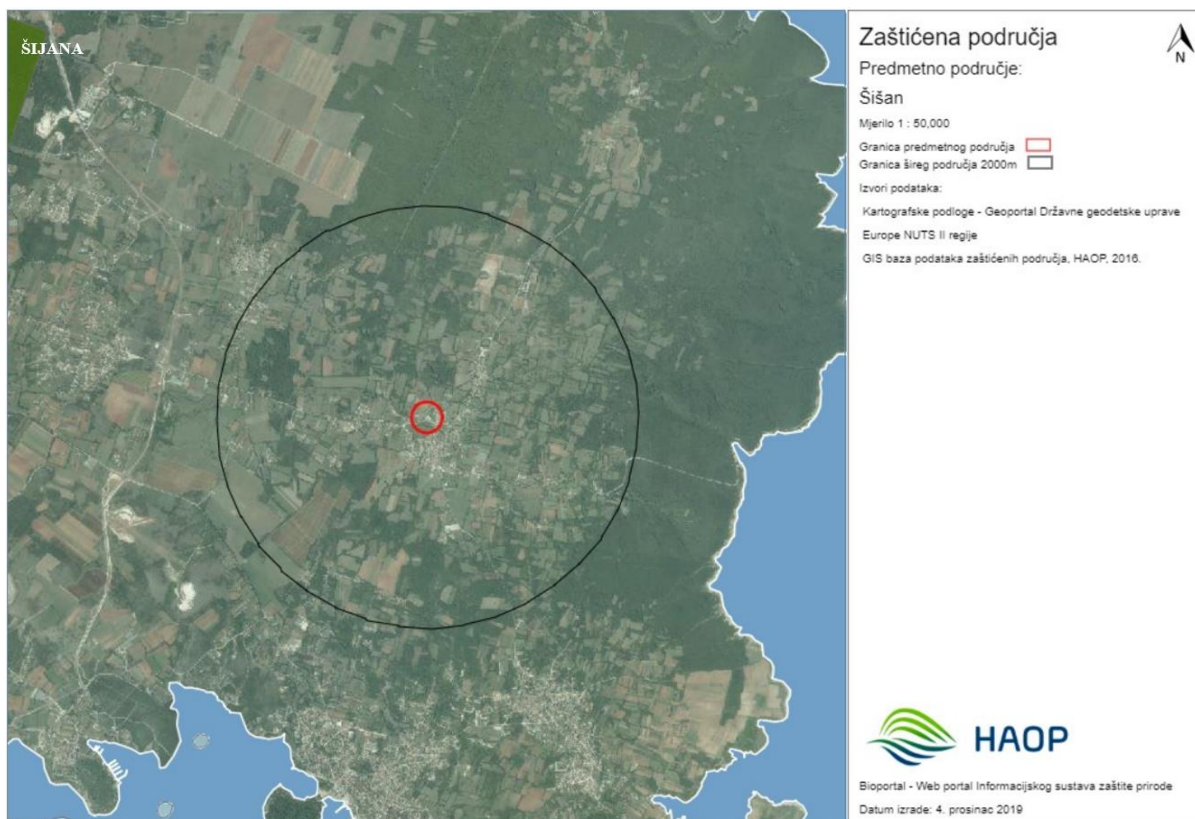 ŠIJANA
Zaštićena područja
N
Predmetno područje:
Šišan
Mjerilo 1 : 50,000
Granica predmetnog područja
Granica šireg područja 2000m
Izvori podataka:
Kartografske podloge - Geoportal Državne geodetske uprave
Europe NUTS II regije
GIS baza podataka zaštićenih područja, HAOP, 2016.
HAOP
Bioportal - Web portal Informacijskog sustava zaštite prirode
Datum izrade: 4. prosinac 2019